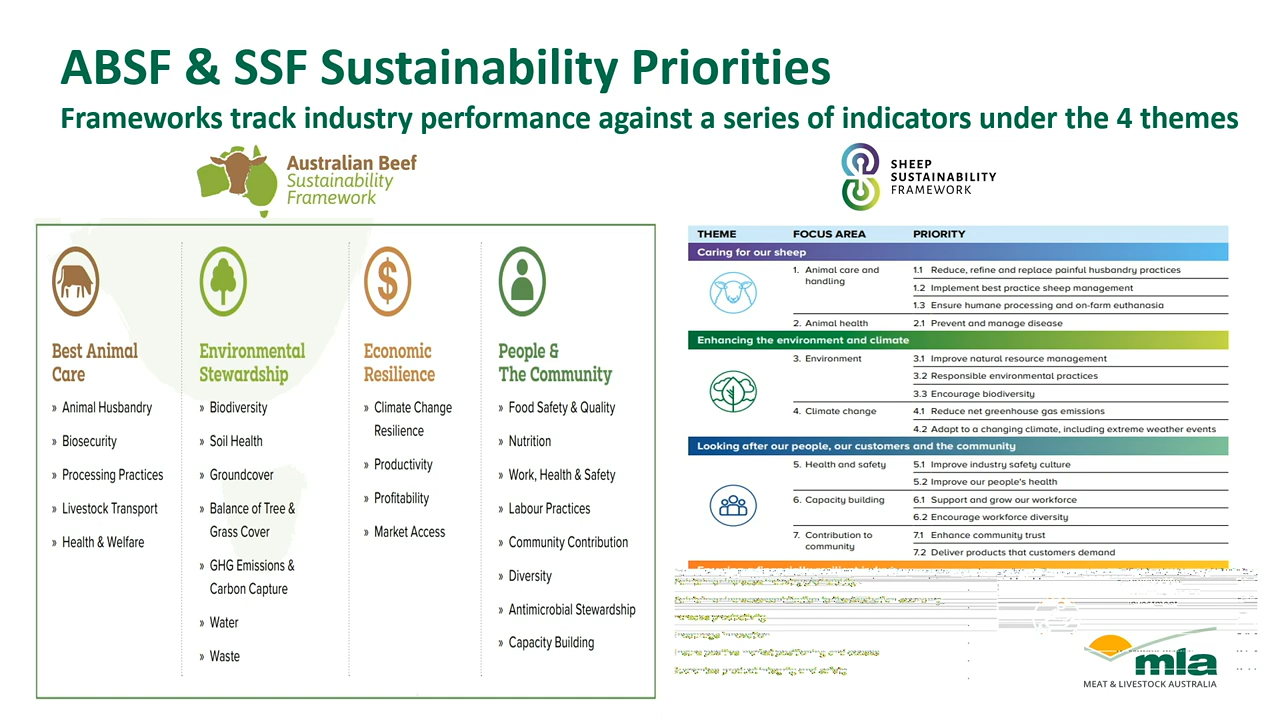 ABSF & SSF Sustainability Priorities
Frameworks track industry performance against a series of indicators under the 4 themes
Australian Beef
Sustainability
Framework
Best Animal
Care
» Animal Husbandry
» Biosecurity
» Processing Practices
» Livestock Transport
» Health & Welfare
Environmental
Stewardship
» Biodiversity
» Soil Health
» Groundcover
» Balance of Tree &
Grass Cover
» GHG Emissions &
Carbon Capture
» Water
» Waste
$
Economic
Resilience
» Climate Change
Resilience
» Productivity
» Profitability
» Market Access
People &
The Community
» Food Safety & Quality
» Nutrition
» Work, Health & Safety
» Labour Practices
» Community Contribution
» Diversity
» Antimicrobial Stewardship
» Capacity Building
SHEEP
SUSTAINABILITY
FRAMEWORK
THEME FOCUS AREA PRIORITY
Caring for our sheep
1. Animal care and
handling
1.1 Reduce, refine and replace painful husbandry practices
1.2 Implement best practice sheep management
1.3 Ensure humane processing and on-farm euthanasia
2. Animal health 2.1 Prevent and manage disease
Enhancing the environment and climate
3. Environment 3.1 Improve natural resource management
3.2 Responsible environmental practices
3.3 Encourage biodiversity
4. Climate change 4.1 Reduce net greenhouse gas emissions
4.2 Adapt to a changing climate, including extreme weather events
Looking after our people, our customers and the community
5. Health and safety 5.1 Improve industry safety culture
5.2 Improve our people's health
6. Capacity building 6.1 Support and grow our workforce
6.2 Encourage workforce diversity
7. Contribution to
community
7.1 Enhance community trust
7.2 Deliver products that customers demand
mla
MEAT & LIVESTOCK AUSTRALIA